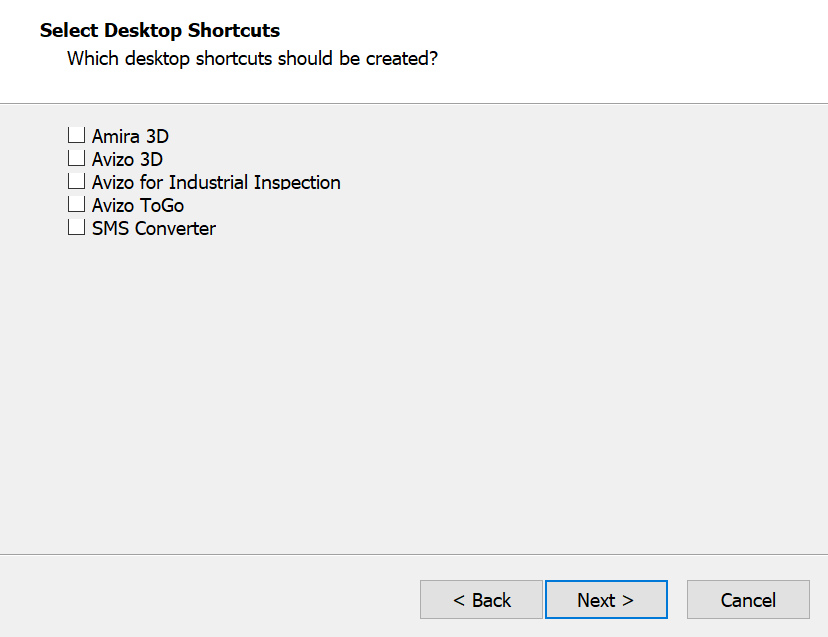 Select Desktop Shortcuts
Which desktop shortcuts should be created?
Amira 3D
Avizo 3D
Avizo for Industrial Inspection
Avizo ToGo
SMS Converter
< Back
Next >
Cancel